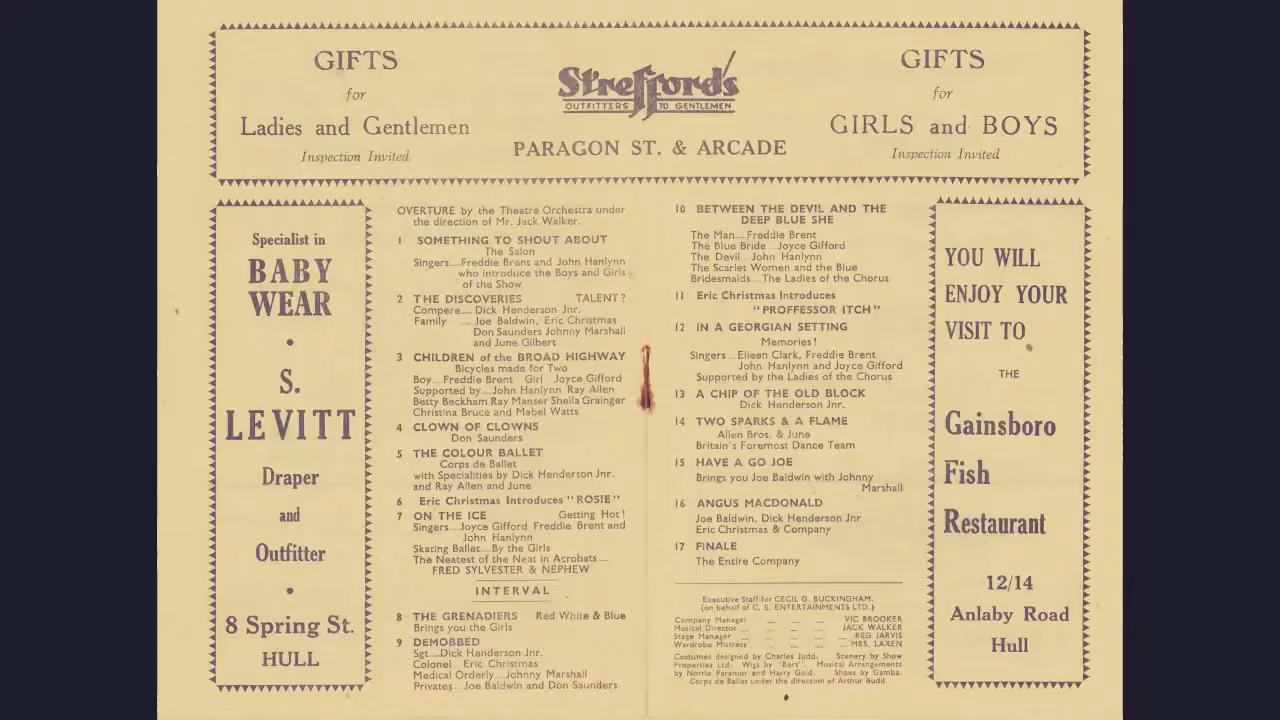 GIFTS
for
Ladies and Gentlemen
Inspection Invited
Strefford's
OUTFITTERS TO GENTLEMEN
PARAGON ST. & ARCADE
GIFTS
for
GIRLS and BOYS
Inspection Invited
Specialist in
BABY
WEAR
•
S.
LEVITT
Draper
and
Outfitter
•
8 Spring St.
HULL
OVERTURE by the Theatre Orchestra under
the direction of Mr. Jack Walker.
1 SOMETHING TO SHOUT ABOUT
The Salon
Singers....Freddie Brent and John Hanlynn
who introduce the Boys and Girls
of the Show
2 THE DISCOVERIES TALENT?
Compere.... Dick Henderson Jnr.
Family .... Joe Baldwin, Eric Christmas
Don Saunders Johnny Marshall
and June Gilbert
3 CHILDREN of the BROAD HIGHWAY
Bicycles made for Two
Boy....Freddie Brent Girl Joyce Gifford
Supported by....John Hanlynn Ray Allen
Betty Beckham Ray Manser Sheila Grainger
Christina Bruce and Mabel Watts
4 CLOWN OF CLOWNS
Don Saunders
5 THE COLOUR BALLET
Corps de Ballet
with Specialities by Dick Henderson Jnr.
and Ray Allen and June
6 Eric Christmas Introduces "ROSIE"
7 ON THE ICE Getting Hot!
Singers....Joyce Gifford Freddie Brent and
John Hanlynn
Skating Ballet....By the Girls
The Neatest of the Neat in Acrobats....
FRED SYLVESTER & NEPHEW
INTERVAL
8 THE GRENADIERS Red White & Blue
Brings you the Girls
9 DEMOBBED
Sgt....Dick Henderson Jnr.
Colonel Eric Christmas
Medical Orderly....Johnny Marshall
Privates....Joe Baldwin and Don Saunders
10 BETWEEN THE DEVIL AND THE
DEEP BLUE SHE
The Man....Freddie Brent
The Blue Bride....Joyce Gifford
The Devil....John Hanlynn
The Scarlet Women and the Blue
Bridesmaids....The Ladies of the Chorus
11 Eric Christmas Introduces
"PROFFESSOR ITCH"
12 IN A GEORGIAN SETTING
Memories!
Singers....Eileen Clark, Freddie Brent
John Hanlynn and Joyce Gifford
Supported by the Ladies of the Chorus
13 A CHIP OF THE OLD BLOCK
Dick Henderson Jnr.
14 TWO SPARKS & A FLAME
Allen Bros. & June
Britain's Foremost Dance Team
15 HAVE A GO JOE
Brings you Joe Baldwin with Johnny
Marshall
16 ANGUS MACDONALD
Joe Baldwin, Dick Henderson Jnr
Eric Christmas & Company
17 FINALE
The Entire Company
Executive Staff for CECIL G. BUCKINGHAM.
(on behalf of C. B. ENTERTAINMENTS LTD.)
Company Manager .... .... .... VIC BROOKER
Musical Director ... .... .... .... JACK WALKER
Stage Manager ... .... .... .... REG JARVIS
Wardrobe Mistress .... .... .... MRS. LAXEN
Costumes designed by Charles Judd. Scenery by Show
Properties Ltd. Wigs by "Bert". Musical Arrangements
by Norrie Paramor and Harry Gold. Shoes by Gamba.
Corps de Ballet under the direction of Arthur Budd.
YOU WILL
ENJOY YOUR
VISIT TO
THE
Gainsboro
Fish
Restaurant
12/14
Anlaby Road
Hull